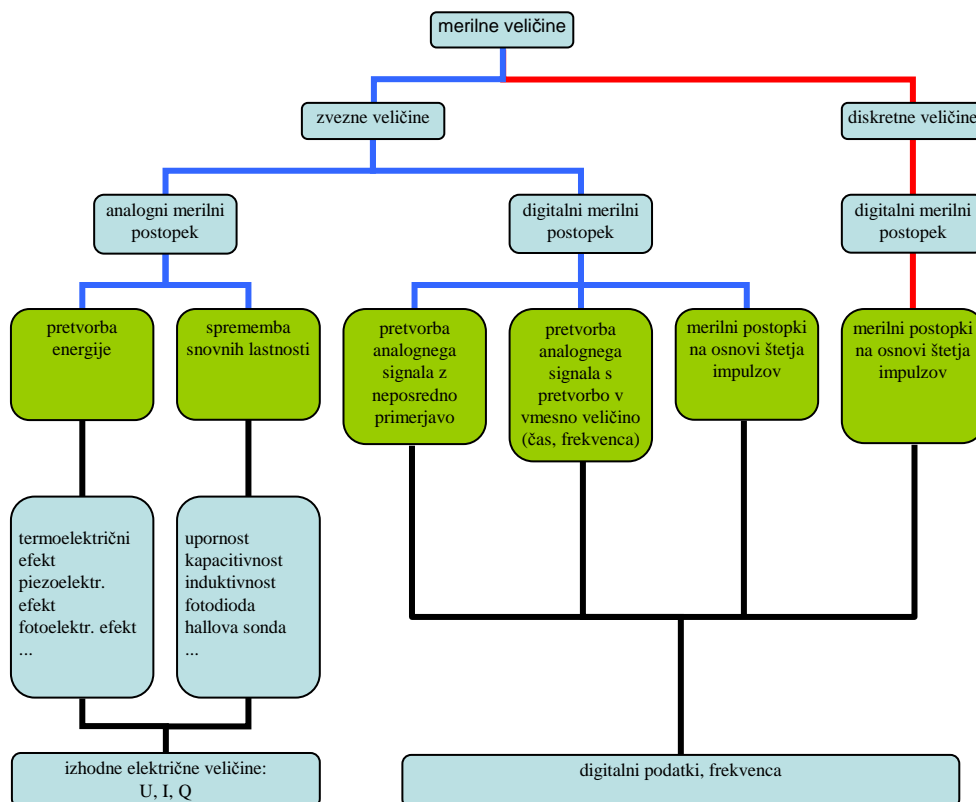 merilne veličine
zvezne veličine
diskretne veličine
analogni merilni
postopek
digitalni merilni
postopek
digitalni merilni
postopek
pretvorba
energije
sprememba
snovnih lastnosti
pretvorba
analognega
signala z
neposredno
primerjavo
pretvorba
analognega
signala s
pretvorbo v
vmesno veličino
(čas, frekvenca)
merilni postopki
na osnovi štetja
impulzov
merilni postopki
na osnovi štetja
impulzov
termoelektrični
efekt
piezoelektr.
efekt
fotoelektr. efekt
...
upornost
kapacitivnost
induktivnost
fotodioda
hallova sonda
...
izhodne električne veličine:
U, I, Q
digitalni podatki, frekvenca